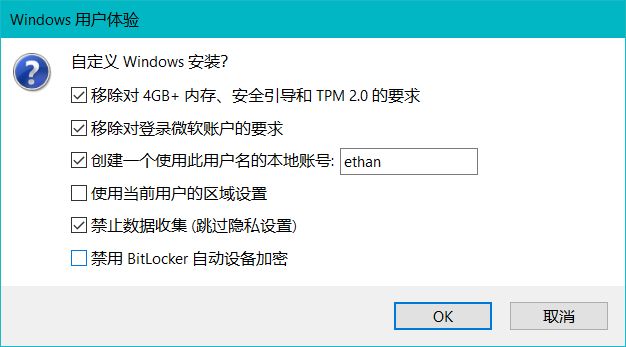 Windows 用户体验
自定义 Windows 安装?
移除对 4GB+ 内存、安全引导和 TPM 2.0 的要求
移除对登录微软账户的要求
创建一个使用此用户名的本地账号: ethan
使用当前用户的区域设置
禁止数据收集 (跳过隐私设置)
禁用 BitLocker 自动设备加密
OK 取消